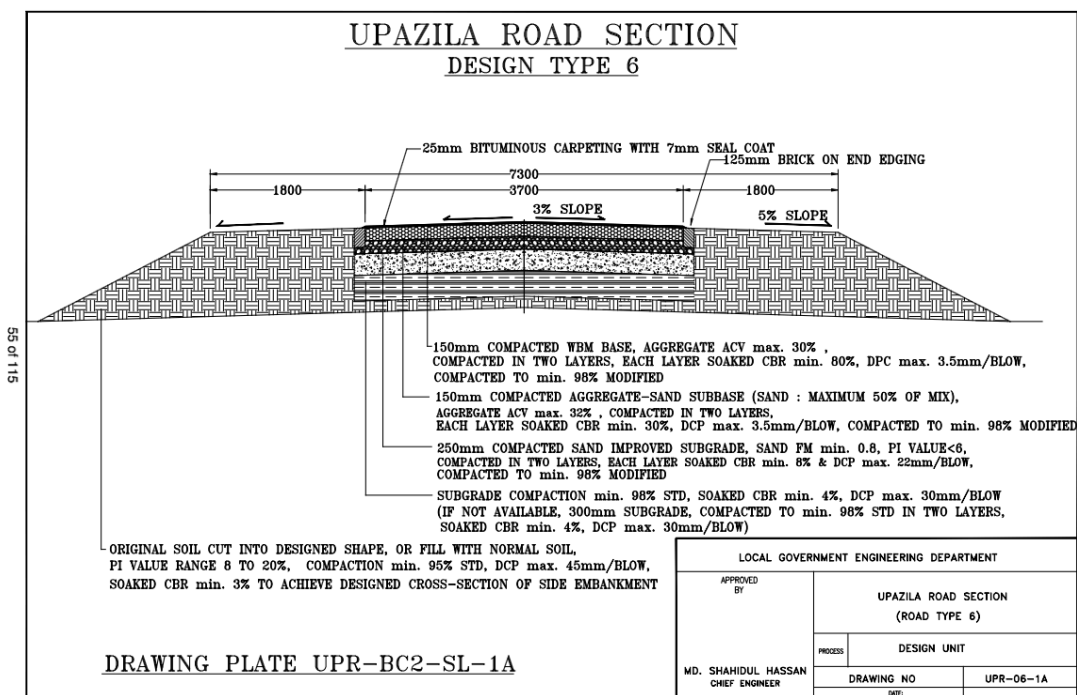 UPAZILA ROAD SECTION
DESIGN TYPE 6
25mm BITUMINOUS CARPETING WITH 7mm SEAL COAT
125mm BRICK ON END EDGING
7300
1800
3700
1800
3% SLOPE
5% SLOPE
150mm COMPACTED WBM BASE, AGGREGATE ACV max. 30% ,
COMPACTED IN TWO LAYERS, EACH LAYER SOAKED CBR min. 80%, DPC max. 3.5mm/BLOW,
COMPACTED TO min. 98% MODIFIED
150mm COMPACTED AGGREGATE-SAND SUBBASE (SAND : MAXIMUM 50% OF MIX),
AGGREGATE ACV max. 32% , COMPACTED IN TWO LAYERS,
EACH LAYER SOAKED CBR min. 30%, DCP max. 3.5mm/BLOW, COMPACTED TO min. 98% MODIFIED
250mm COMPACTED SAND IMPROVED SUBGRADE, SAND FM min. 0.8, PI VALUE<6,
COMPACTED IN TWO LAYERS, EACH LAYER SOAKED CBR min. 8% & DCP max. 22mm/BLOW,
COMPACTED TO min. 98% MODIFIED
SUBGRADE COMPACTION min. 98% STD, SOAKED CBR min. 4%, DCP max. 30mm/BLOW
(IF NOT AVAILABLE, 300mm SUBGRADE, COMPACTED TO min. 98% STD IN TWO LAYERS,
SOAKED CBR min. 4%, DCP max. 30mm/BLOW)
ORIGINAL SOIL CUT INTO DESIGNED SHAPE, OR FILL WITH NORMAL SOIL,
PI VALUE RANGE 8 TO 20%, COMPACTION min. 95% STD, DCP max. 45mm/BLOW,
SOAKED CBR min. 3% TO ACHIEVE DESIGNED CROSS-SECTION OF SIDE EMBANKMENT
55 of 115
DRAWING PLATE UPR-BC2-SL-1A
LOCAL GOVERNMENT ENGINEERING DEPARTMENT
APPROVED
BY
MD. SHAHIDUL HASSAN
CHIEF ENGINEER
UPAZILA ROAD SECTION
(ROAD TYPE 6)
PROCESS
DESIGN UNIT
DRAWING NO
UPR-06-1A
DATE: